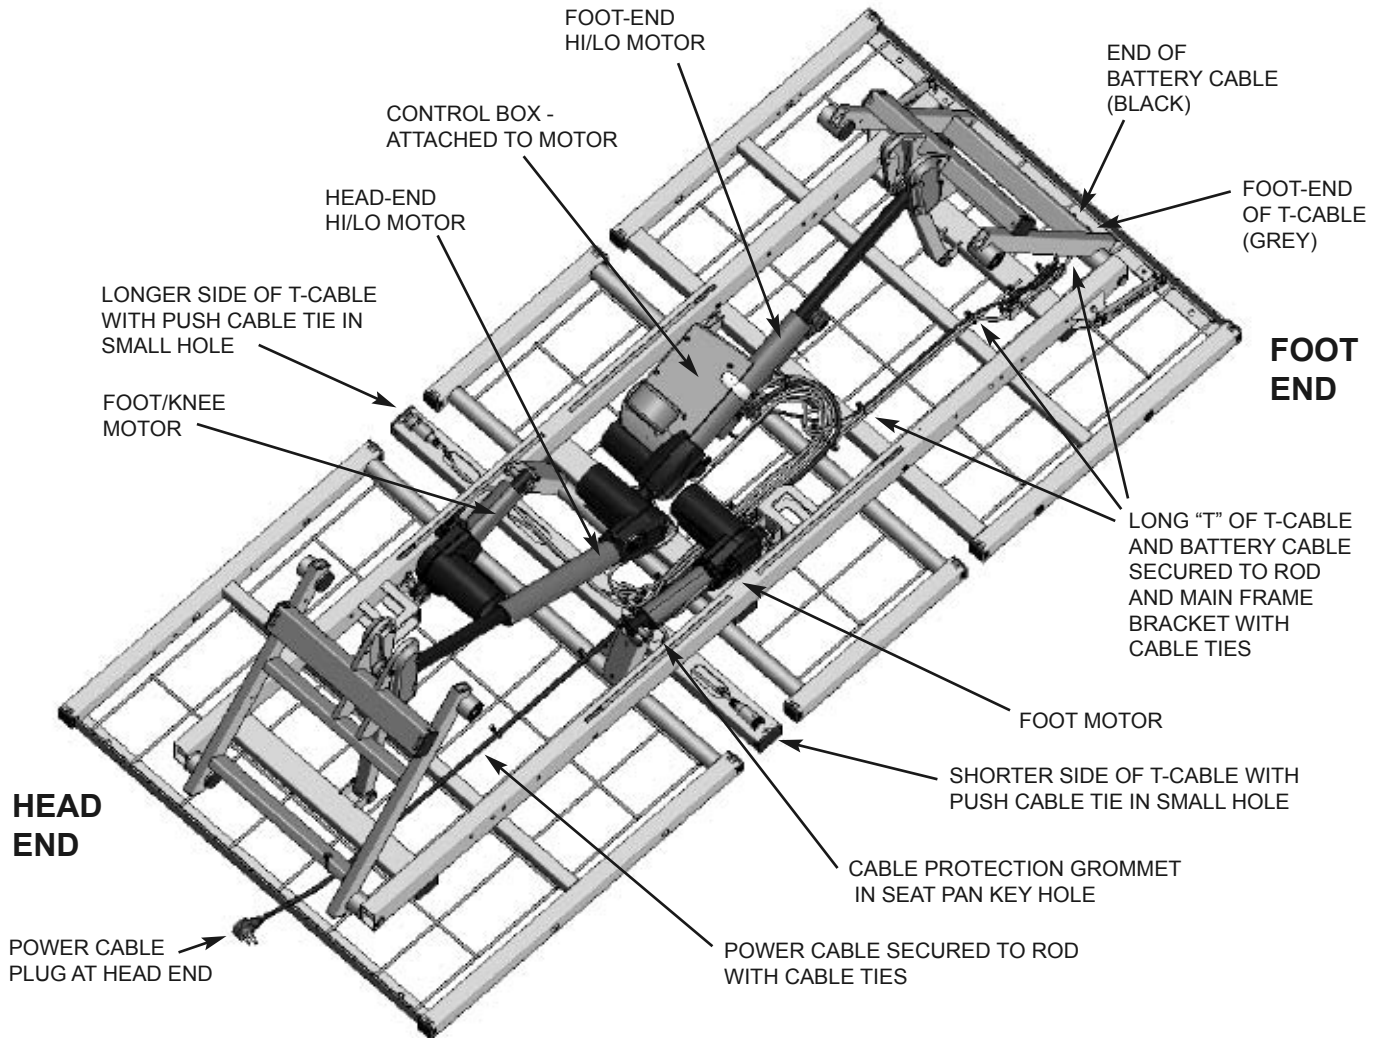 FOOT-END
HI/LO MOTOR
END OF
BATTERY CABLE
(BLACK)
CONTROL BOX -
ATTACHED TO MOTOR
FOOT-END
OF T-CABLE
(GREY)
HEAD-END
HI/LO MOTOR
LONGER SIDE OF T-CABLE
WITH PUSH CABLE TIE IN
SMALL HOLE
FOOT
END
FOOT/KNEE
MOTOR
LONG “T” OF T-CABLE
AND BATTERY CABLE
SECURED TO ROD
AND MAIN FRAME
BRACKET WITH
CABLE TIES
FOOT MOTOR
SHORTER SIDE OF T-CABLE WITH
PUSH CABLE TIE IN SMALL HOLE
HEAD
END
CABLE PROTECTION GROMMET
IN SEAT PAN KEY HOLE
POWER CABLE
PLUG AT HEAD END
POWER CABLE SECURED TO ROD
WITH CABLE TIES